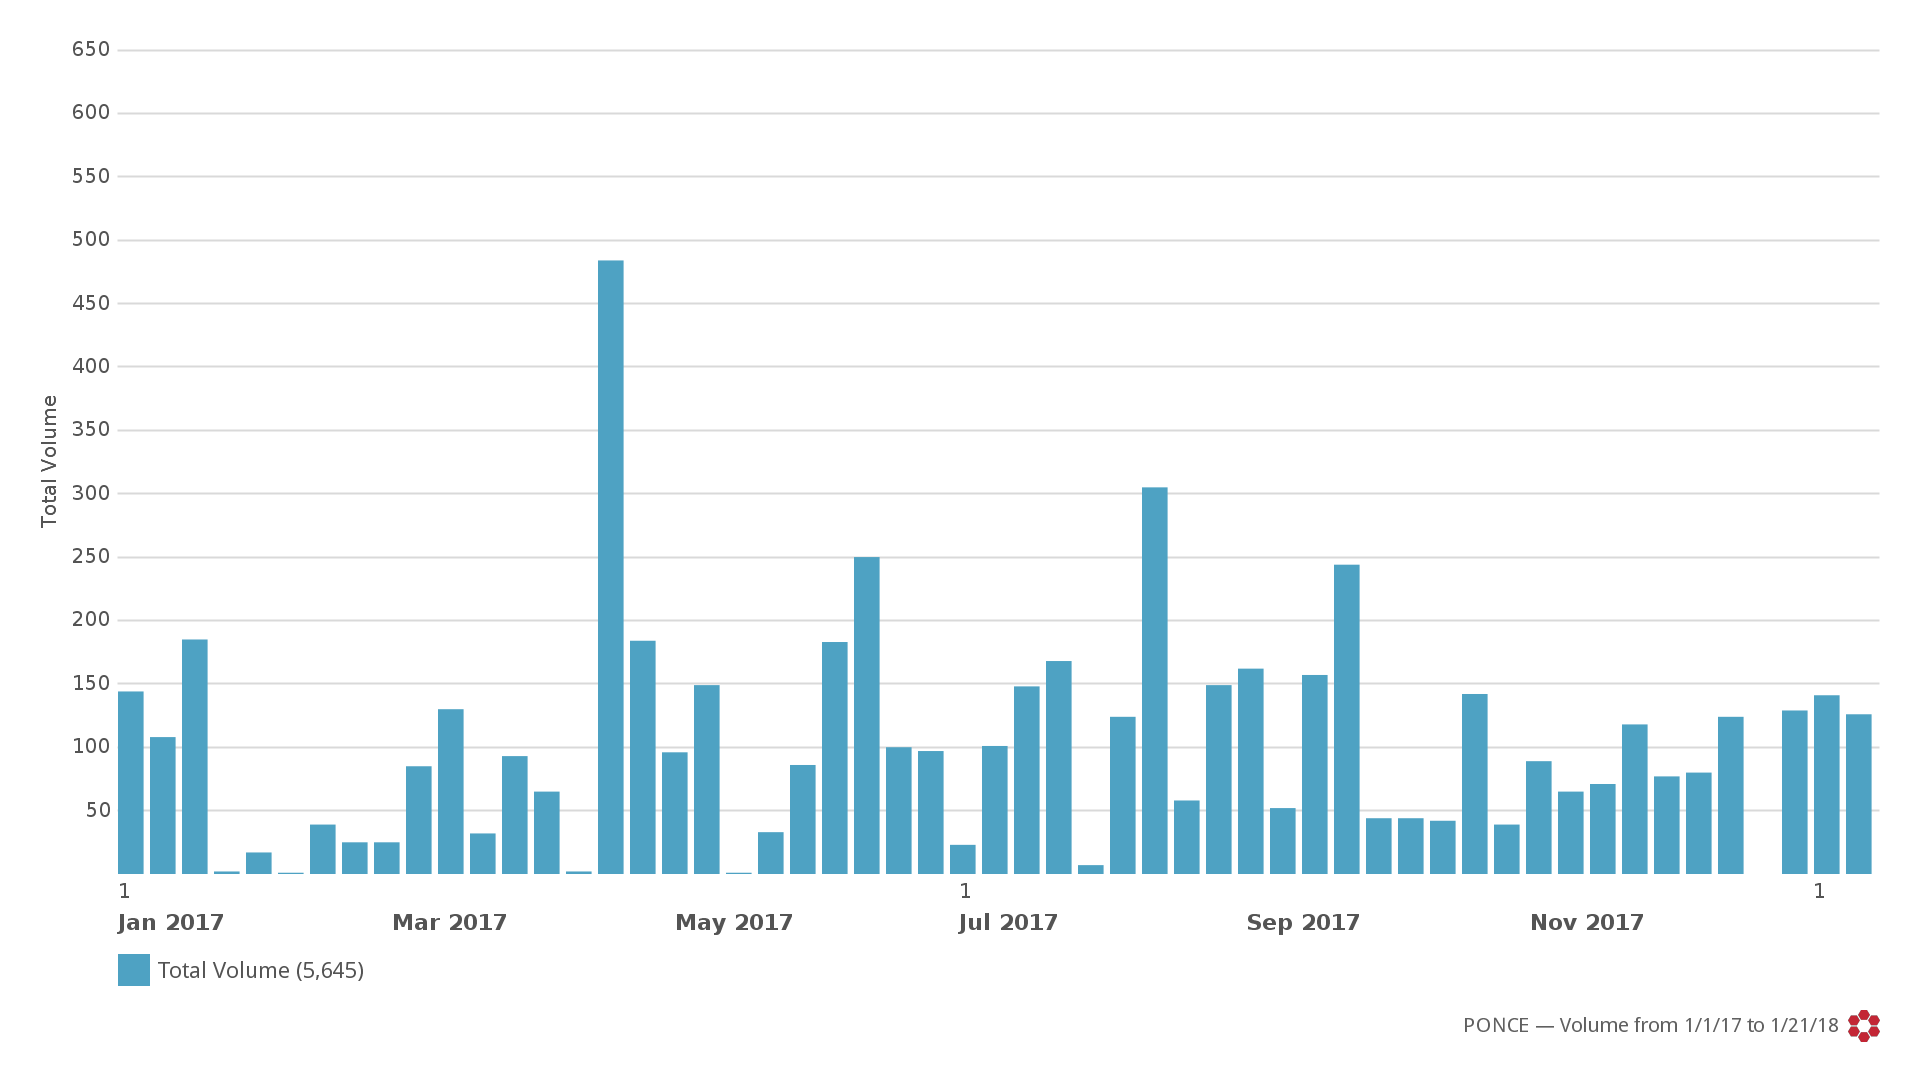 650
600
550
500
450
400
350
300
250
200
150
100
50
Total Volume
1 1 1
Jan 2017 Mar 2017 May 2017 Jul 2017 Sep 2017 Nov 2017
Total Volume (5,645)
PONCE — Volume from 1/1/17 to 1/21/18